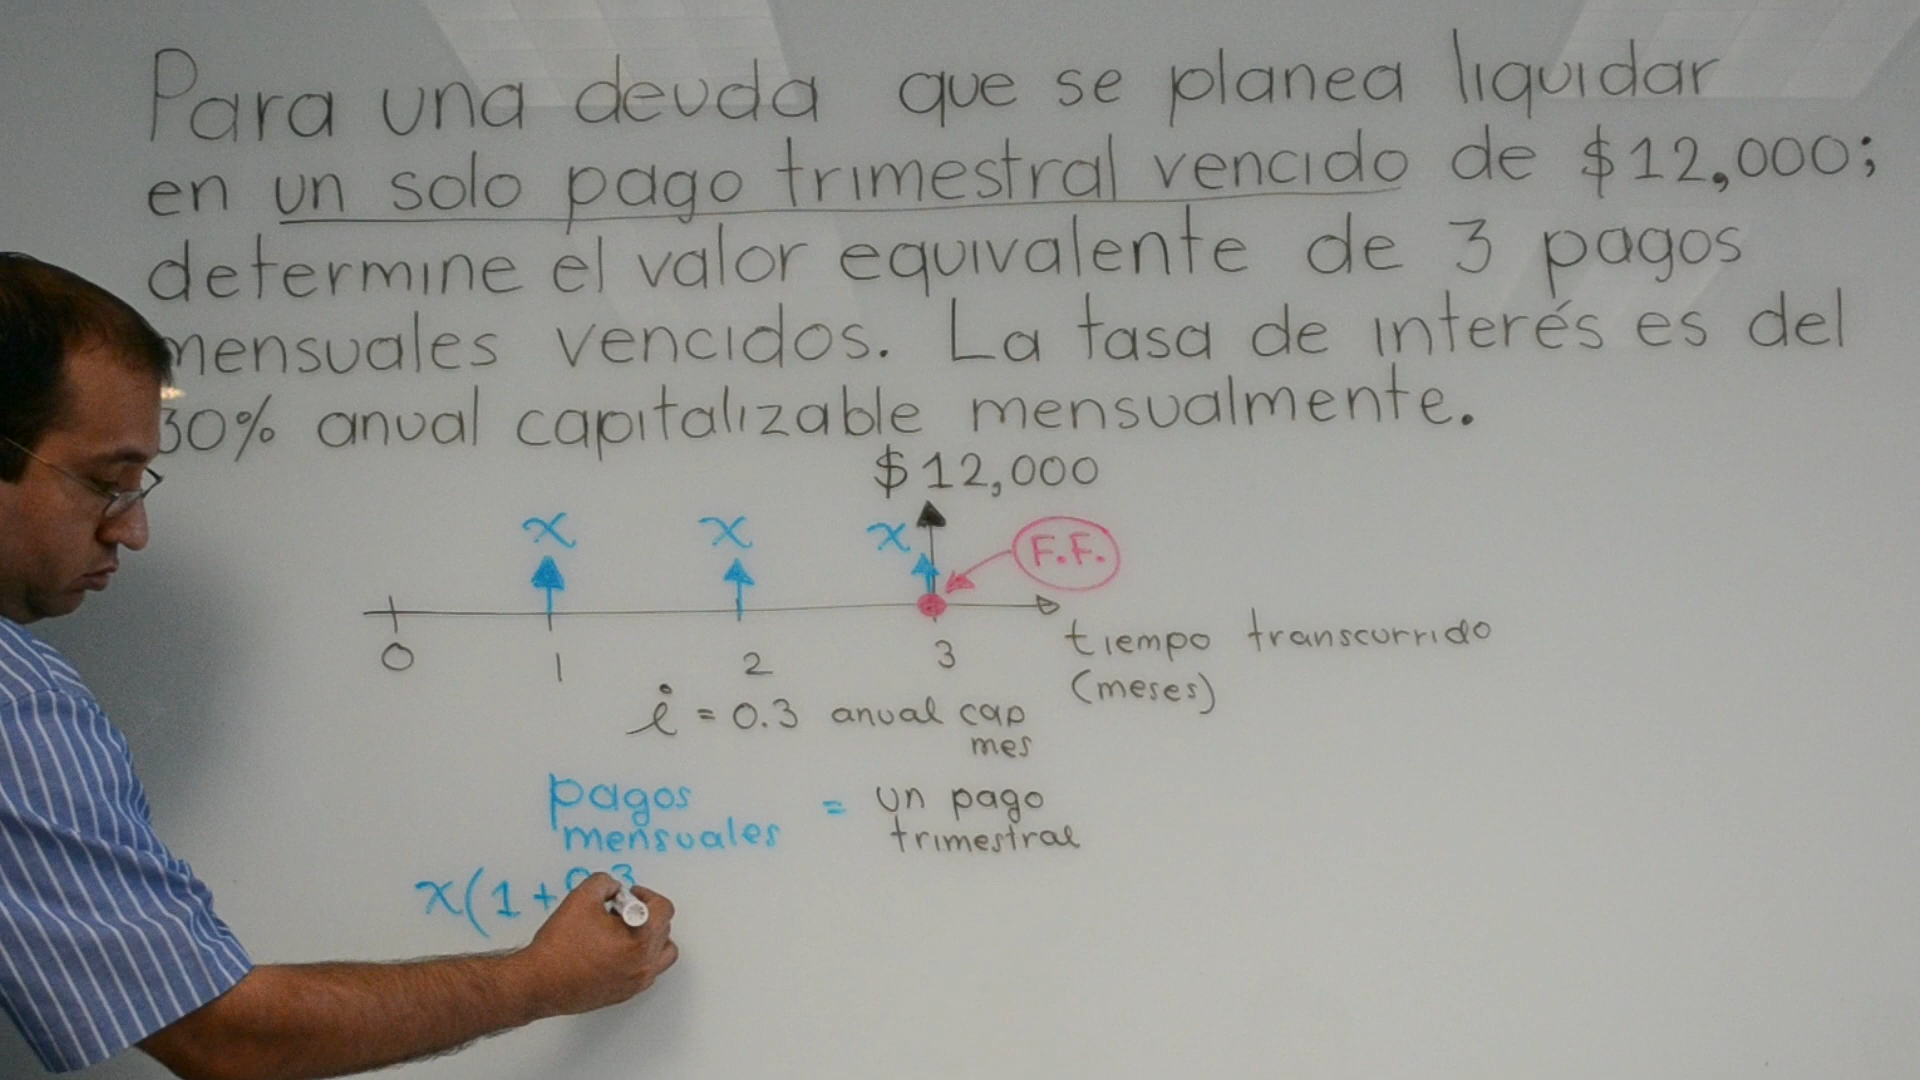 Para una deuda que se planea liquidar
en un solo pago trimestral vencido de $12,000;
determine el valor equivalente de 3 pagos
mensuales vencidos. La tasa de interés es del
30% anual capitalizable mensualmente.
$12,000
x x x F.F.
0 1 2 3
tiempo transcurrido
(meses)
i = 0.3 anual cap
mes
pagos
mensuales
= un pago
trimestral
x(1+0.3